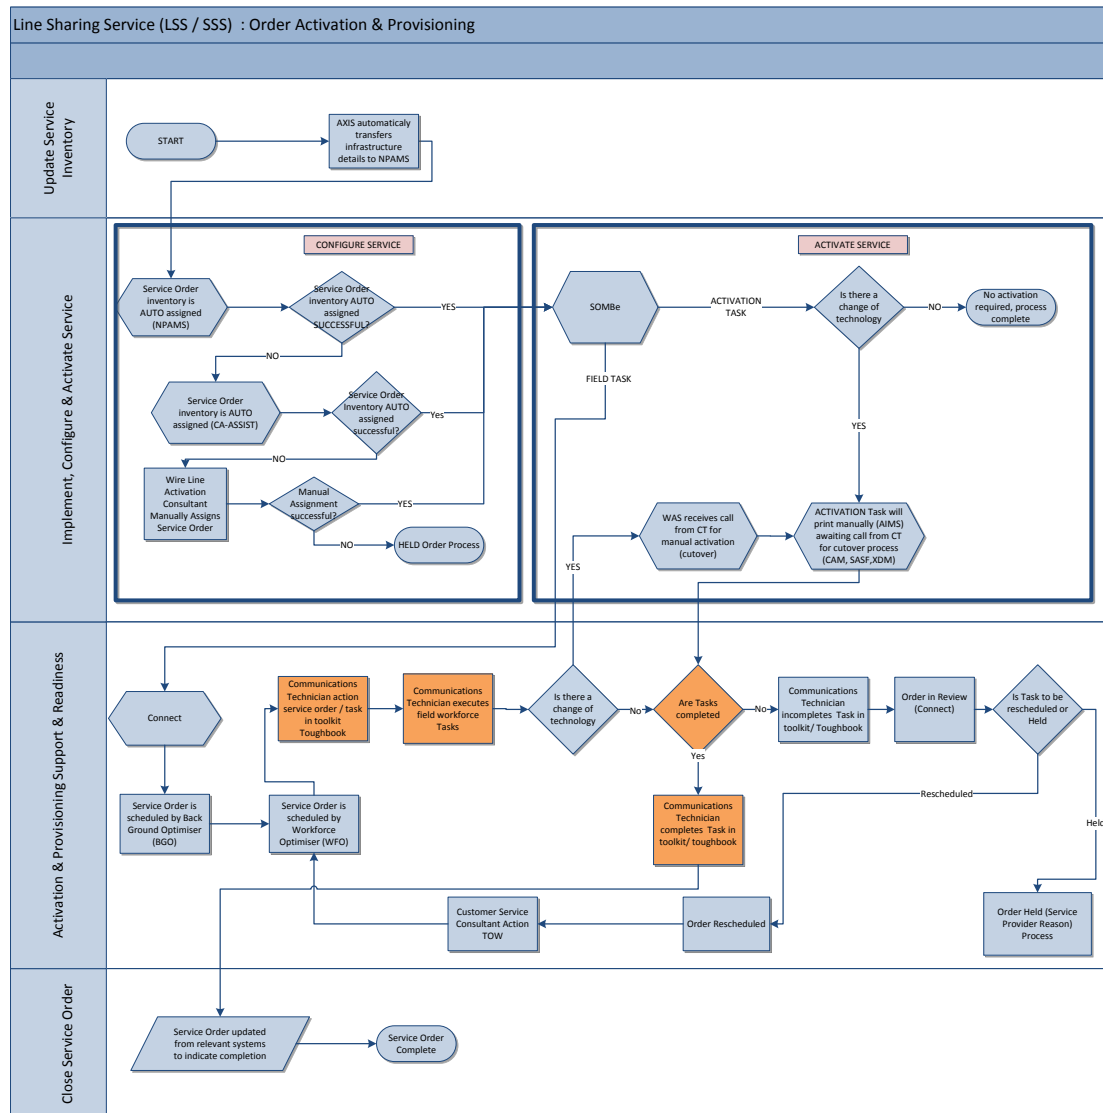 Line Sharing Service (LSS / SSS)  : Order Activation & Provisioning
Update Service
Inventory
START
AXIS automaticaly
transfers
infrastructure
details to NPAMS
Implement, Configure & Activate Service
CONFIGURE SERVICE
Service Order
inventory is
AUTO assigned
(NPAMS)
Service Order
inventory AUTO
assigned
SUCCESSFUL?
YES
NO
Service Order
inventory is AUTO
assigned (CA-ASSIST)
Service Order
Inventory AUTO
assigned
successful?
Yes
NO
Wire Line
Activation
Consultant
Manually Assigns
Service Order
Manual
Assignment
successful?
YES
NO
HELD Order Process
ACTIVATE SERVICE
SOMBe
ACTIVATION
TASK
Is there a
change of
technology
NO
No activation
required, process
complete
FIELD TASK
YES
WAS receives call
from CT for
manual activation
(cutover)
ACTIVATION Task will
print manually (AIMS)
awaiting call from CT
for cutover process
(CAM, SASF,XDM)
YES
Activation & Provisioning Support & Readiness
Connect
Communications
Technician action
service order / task
in toolkit
Toughbook
Communications
Technician executes
field workforce
Tasks
Is there a
change of
technology
No
Are Tasks
completed
No
Communications
Technician
incompletes  Task in
toolkit/ Toughbook
Order in Review
(Connect)
Is Task to be
rescheduled or
Held
Yes
Rescheduled
Held
Service Order is
scheduled by Back
Ground Optimiser
(BGO)
Service Order is
scheduled by
Workforce
Optimiser (WFO)
Communications
Technician
completes  Task in
toolkit/ toughbook
Customer Service
Consultant Action
TOW
Order Rescheduled
Order Held (Service
Provider Reason)
Process
Close Service Order
Service Order updated
from relevant systems
to indicate completion
Service Order
Complete